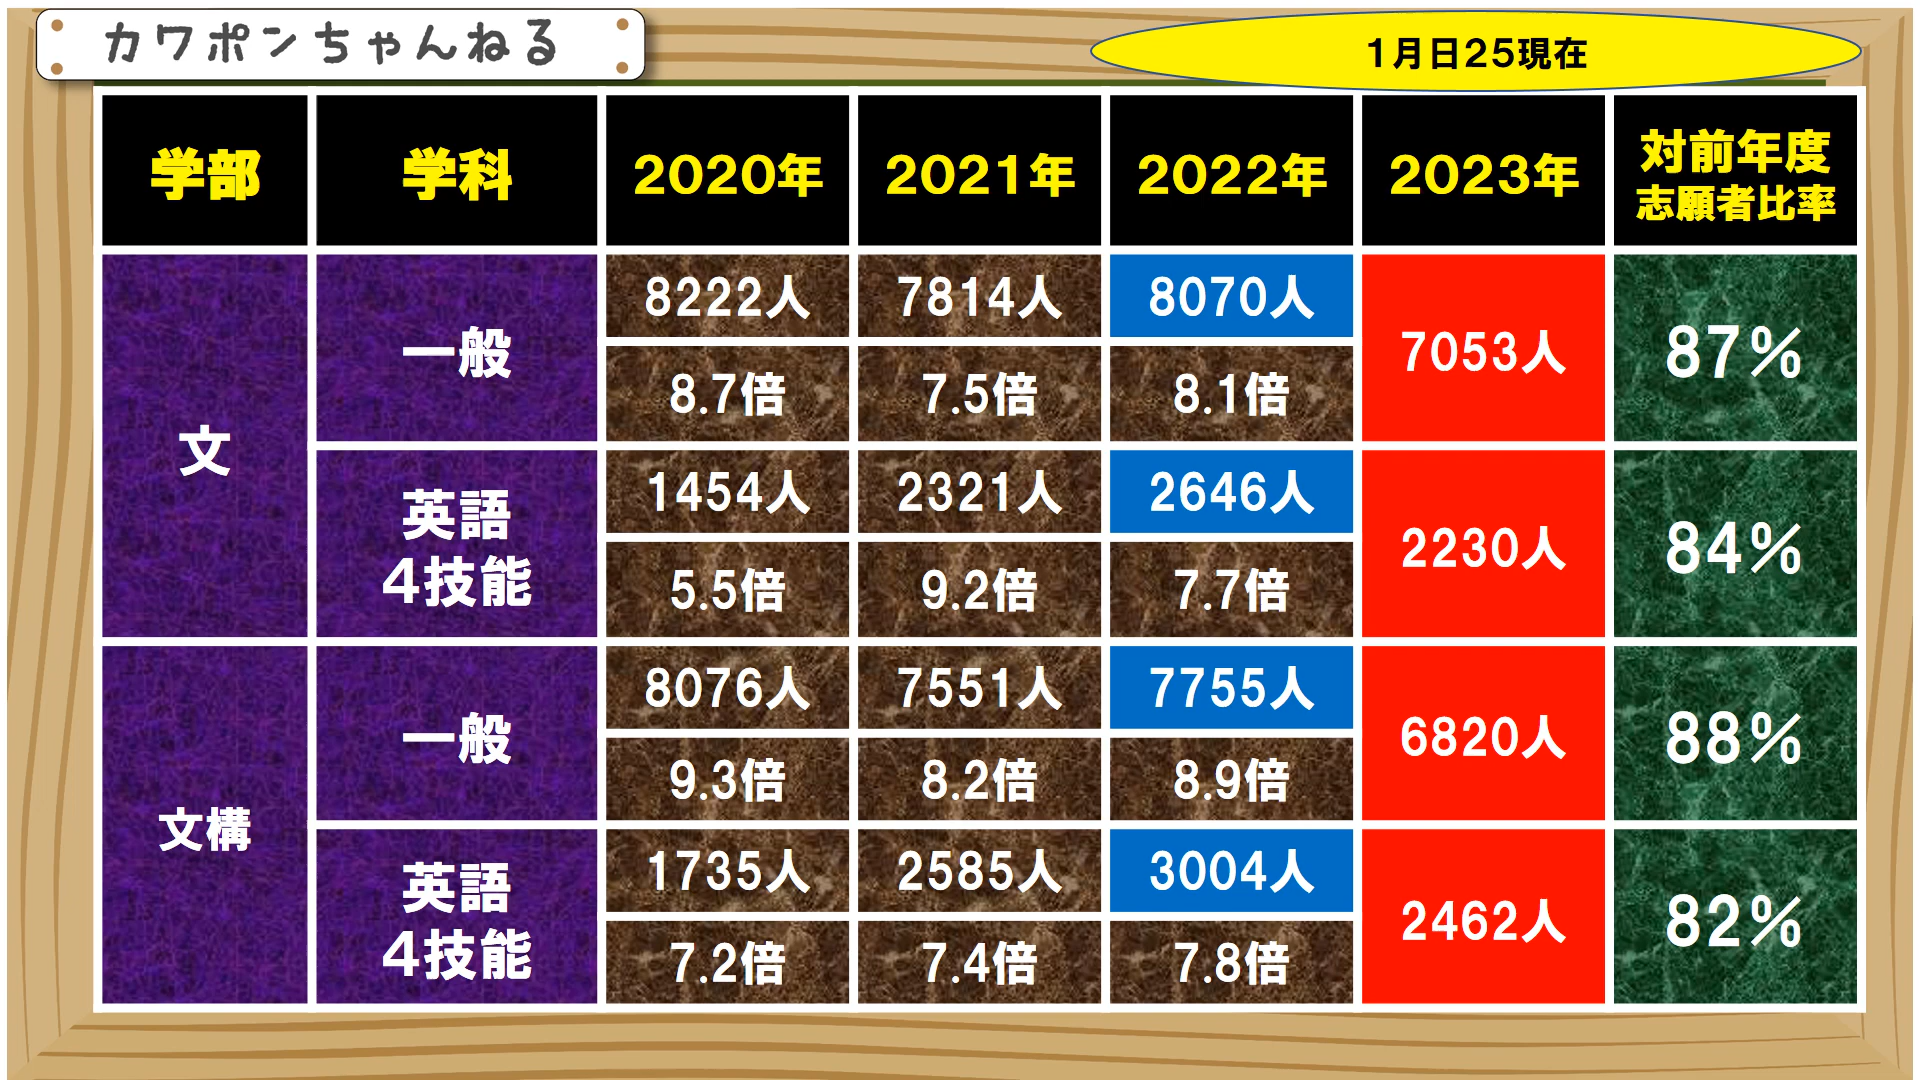 カワポンちゃんねる
1月日25現在
学部 学科 2020年 2021年 2022年 2023年 対前年度
志願者比率
文 一般 8222人 7814人 8070人 7053人 87%
8.7倍 7.5倍 8.1倍
英語
4技能 1454人 2321人 2646人 2230人 84%
5.5倍 9.2倍 7.7倍
文構 一般 8076人 7551人 7755人 6820人 88%
9.3倍 8.2倍 8.9倍
英語
4技能 1735人 2585人 3004人 2462人 82%
7.2倍 7.4倍 7.8倍